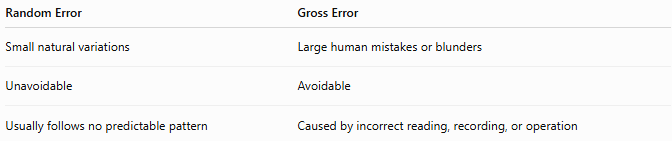 Random Error Gross Error
Small natural variations Large human mistakes or blunders
Unavoidable Avoidable
Usually follows no predictable pattern Caused by incorrect reading, recording, or operation